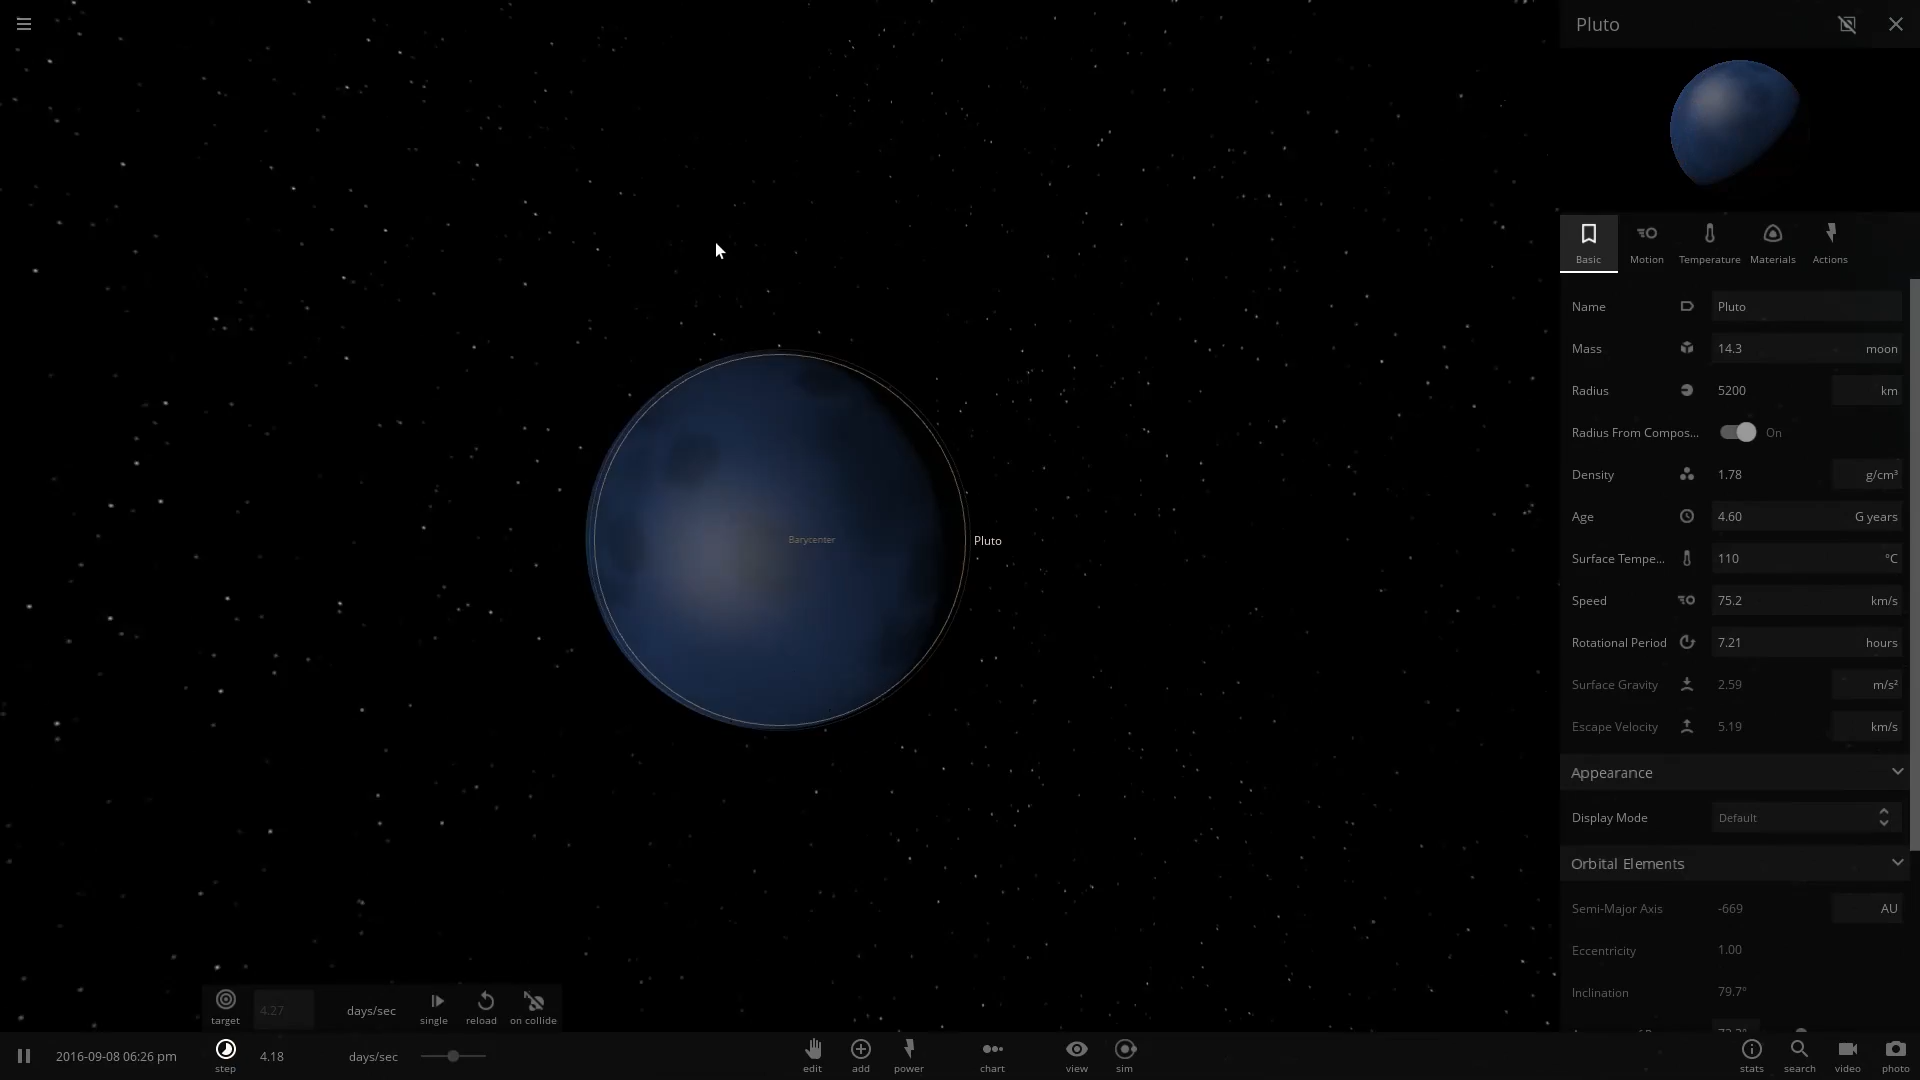 Pluto
Basic
Motion
Temperature
Materials
Actions
Name
Pluto
Mass
14.3
moon
Radius
5200
km
Radius From Compos...
On
Density
1.78
g/cm³
Age
4.60
G years
Surface Tempe...
110
°C
Speed
75.2
km/s
Rotational Period
7.21
hours
Surface Gravity
2.59
m/s²
Escape Velocity
5.19
km/s
Appearance
Display Mode
Default
Orbital Elements
Semi-Major Axis
-669
AU
Eccentricity
1.00
Inclination
79.7°
Barycenter
Pluto
target
4.27
days/sec
single
reload
on collide
2016-09-08 06:26 pm
step
4.18
days/sec
edit
add
power
chart
view
sim
stats
search
video
photo